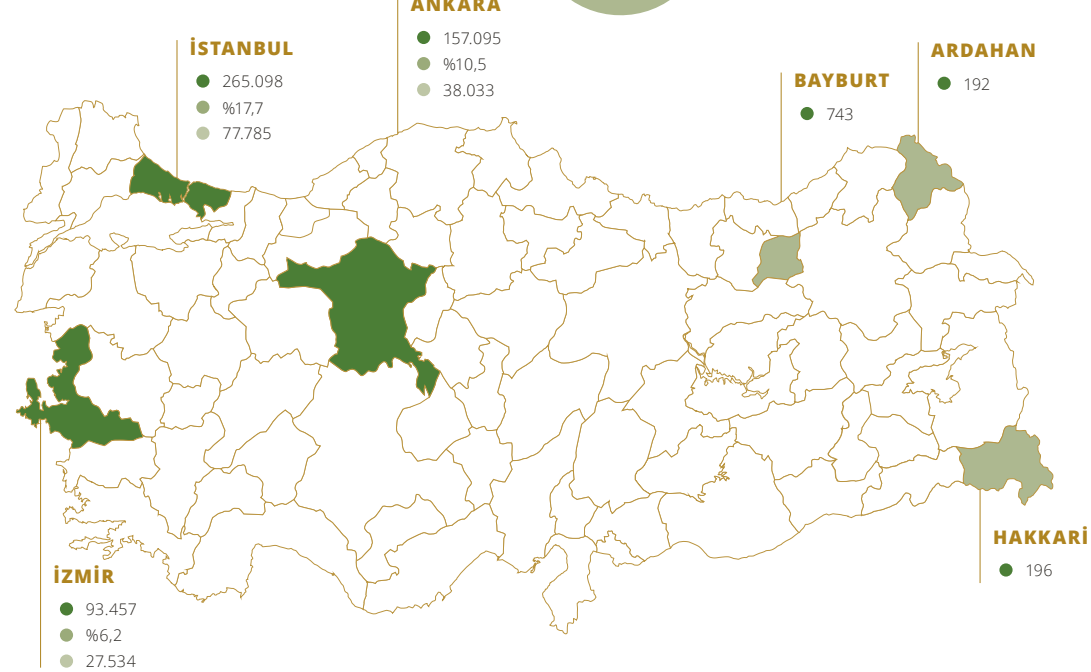 ANKARA
157.095
%10,5
38.033
İSTANBUL
265.098
%17,7
77.785
BAYBURT
743
ARDAHAN
192
HAKKARİ
196
İZMİR
93.457
%6,2
27.534